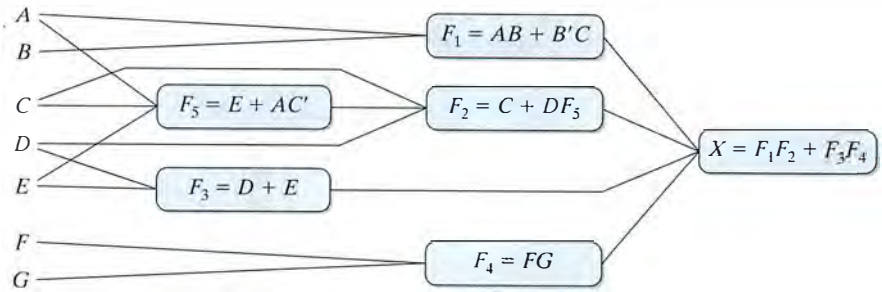 A
B
C
D
E
F
G
F₁ = AB + B′C
F₅ = E + AC′
F₂ = C + DF₅
F₃ = D + E
F₄ = FG
X = F₁F₂ + F₃F₄